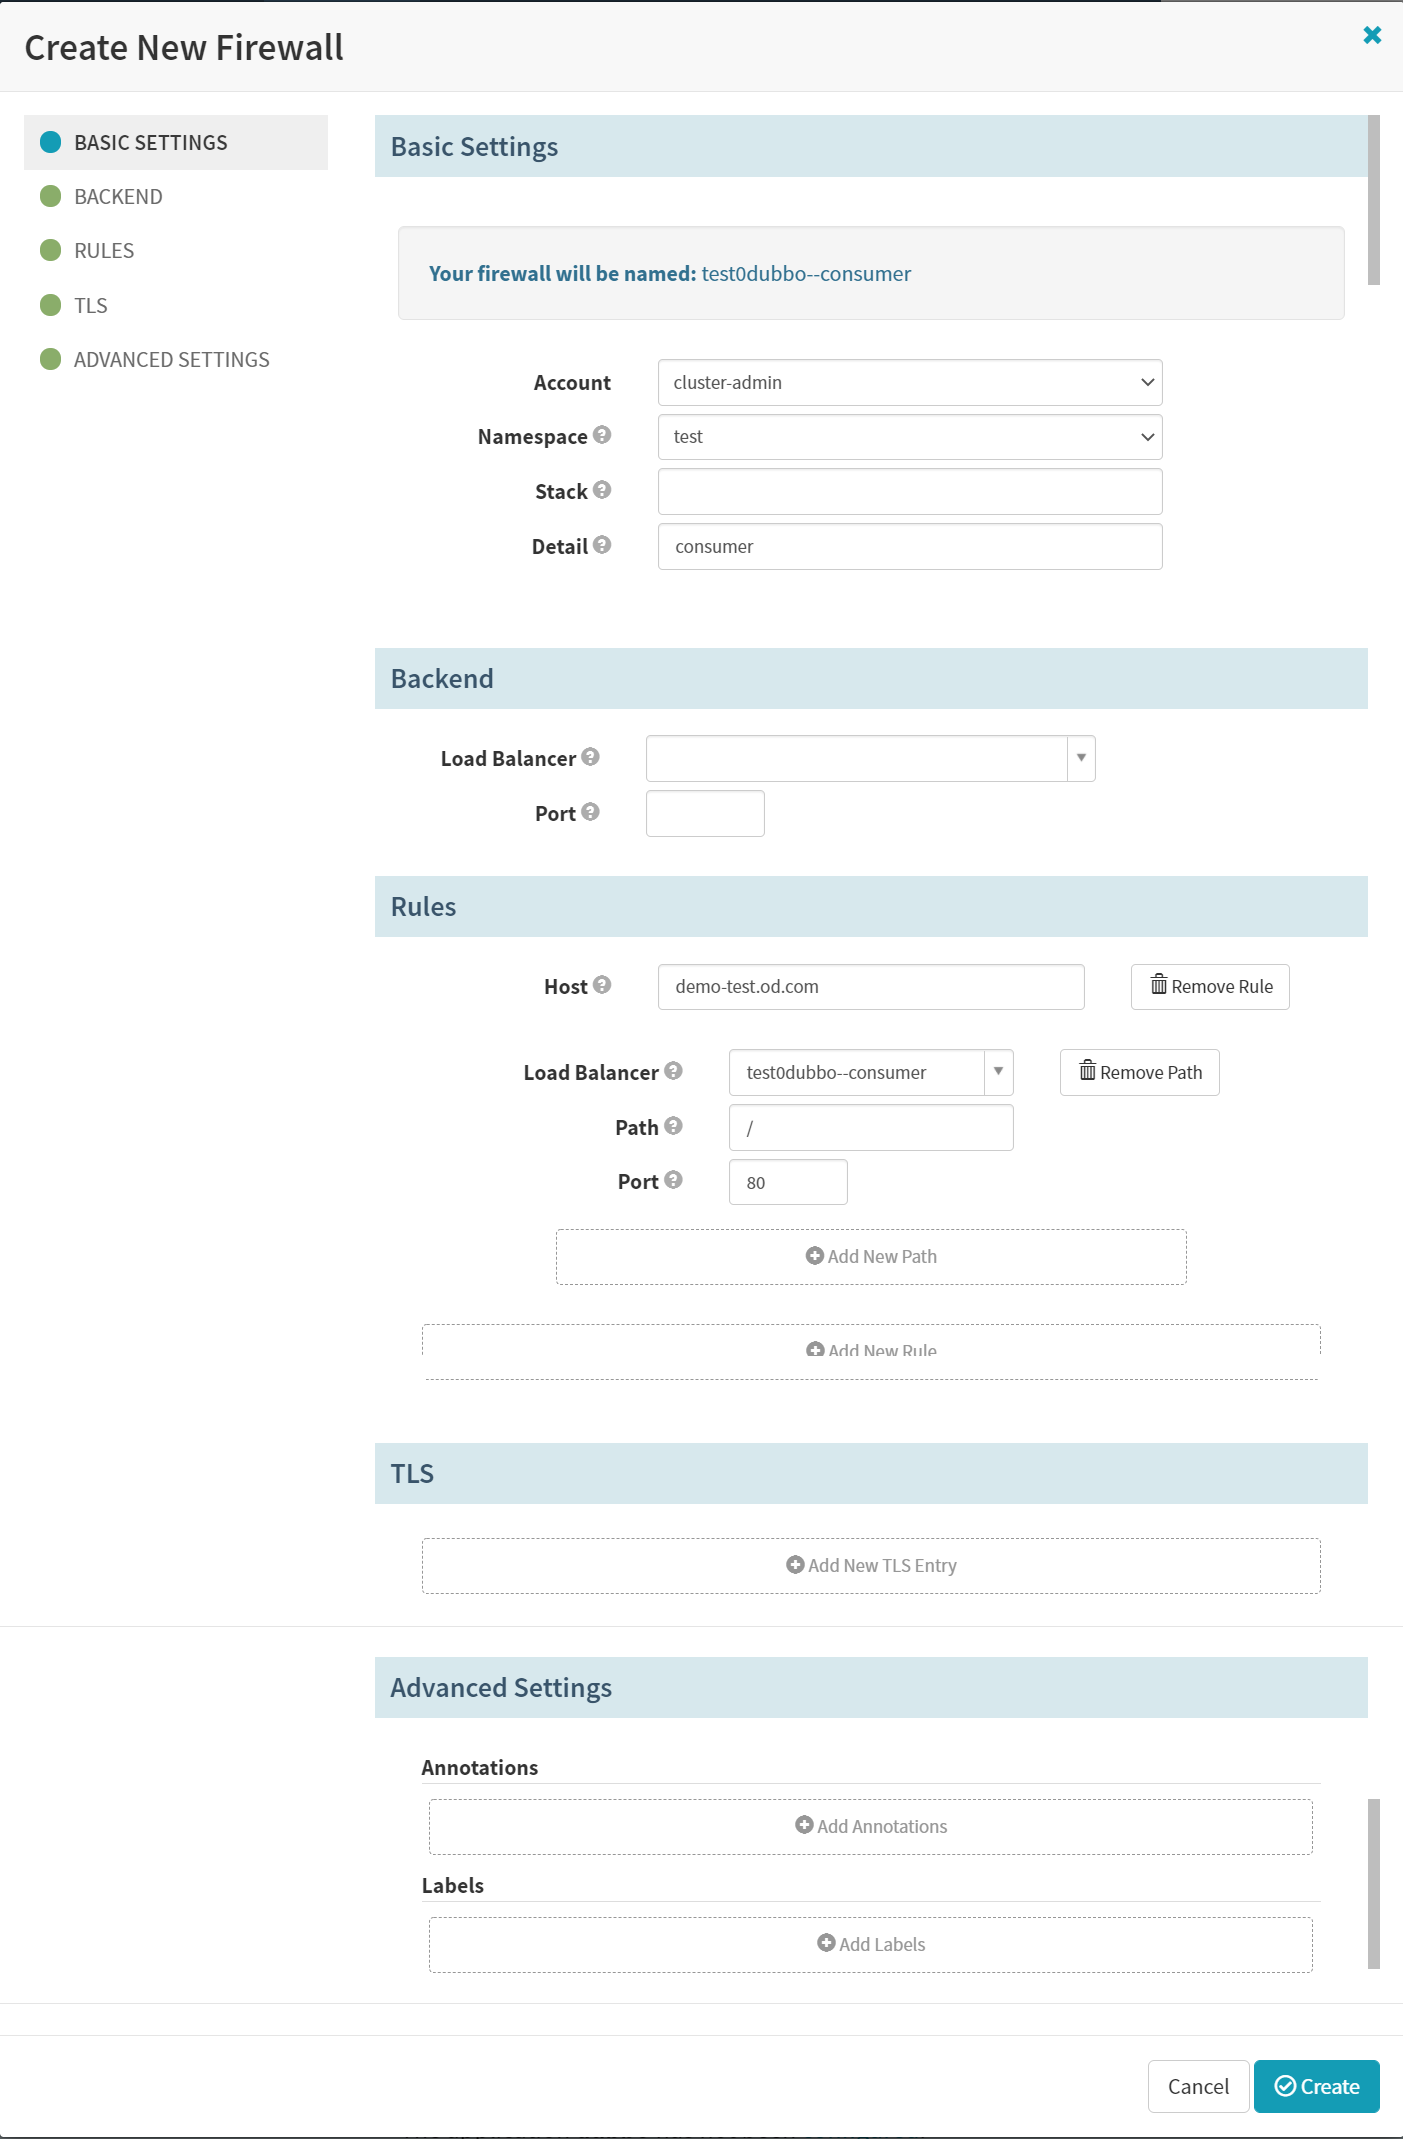 Create New Firewall
BASIC SETTINGS
BACKEND
RULES
TLS
ADVANCED SETTINGS
Basic Settings
Your firewall will be named: test0dubbo--consumer
Account
cluster-admin
Namespace
test
Stack
Detail
consumer
Backend
Load Balancer
Port
Rules
Host
demo-test.od.com
Remove Rule
Load Balancer
test0dubbo--consumer
Remove Path
Path
/
Port
80
Add New Path
Add New Rule
TLS
Add New TLS Entry
Advanced Settings
Annotations
Add Annotations
Labels
Add Labels
Cancel
Create